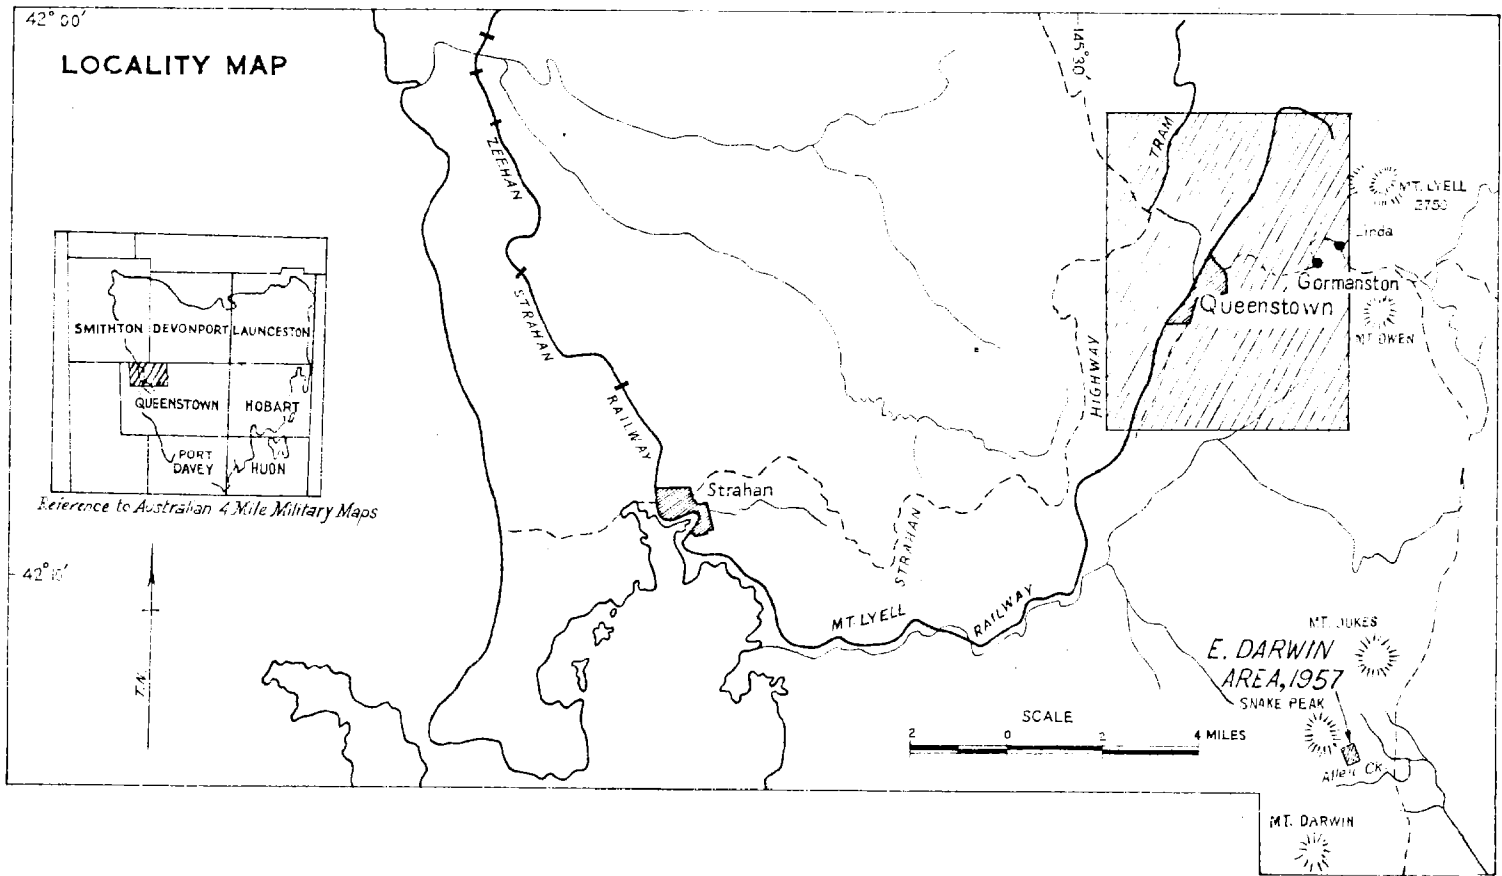 42° 00'
LOCALITY MAP
145° 30'
ZEEHAN
STRAHAN
RAILWAY
TRAM
MT. LYELL
2750
Linda
Gormanston
Queenstown
MT OWEN
HIGHWAY
SMITHTON DEVONPORT LAUNCESTON
QUEENSTOWN HOBART
PORT
DAVEY HUON
Reference to Australian 4 Mile Military Maps
Strahan
STRAHAN
42° 15'
T.N.
MT. LYELL
RAILWAY
MT. DUKES
E. DARWIN
AREA, 1957
SNAKE PEAK
SCALE
2 0 2 4 MILES
Allen Ck.
MT. DARWIN